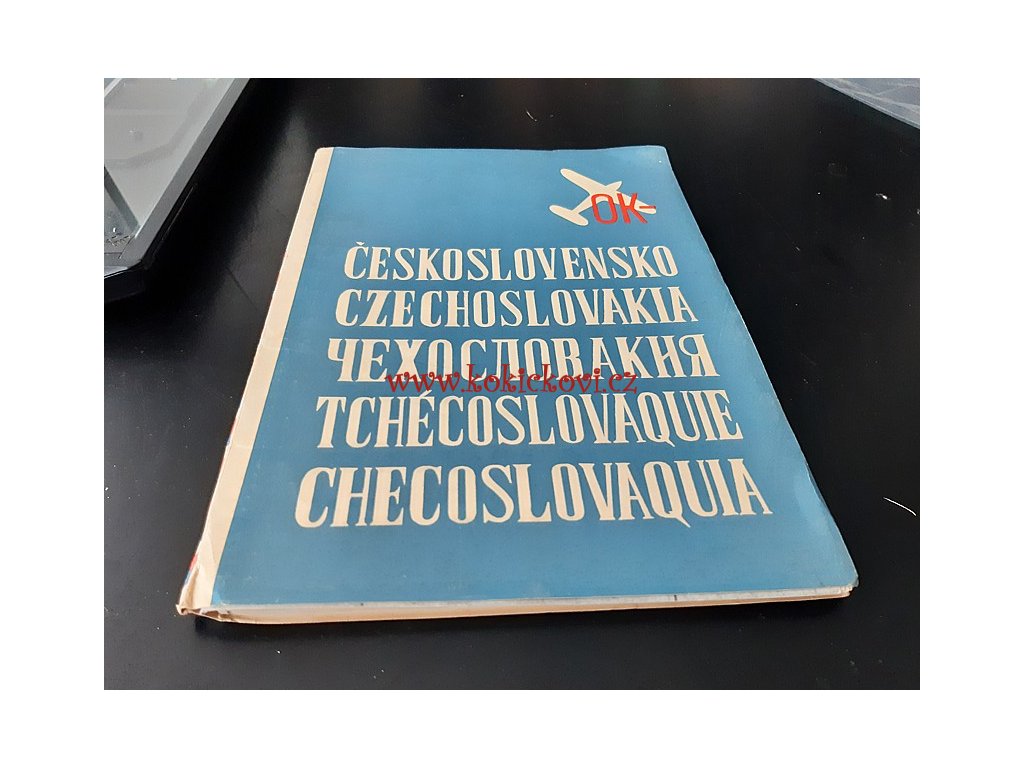 OK-
ČESKOSLOVENSKO
CZECHOSLOVAKIA
ЧЕХОСЛОВАКИЯ
www.kokickovi.cz
TCHÉCOSLOVAQUIE
CHECOSLOVAQUIA